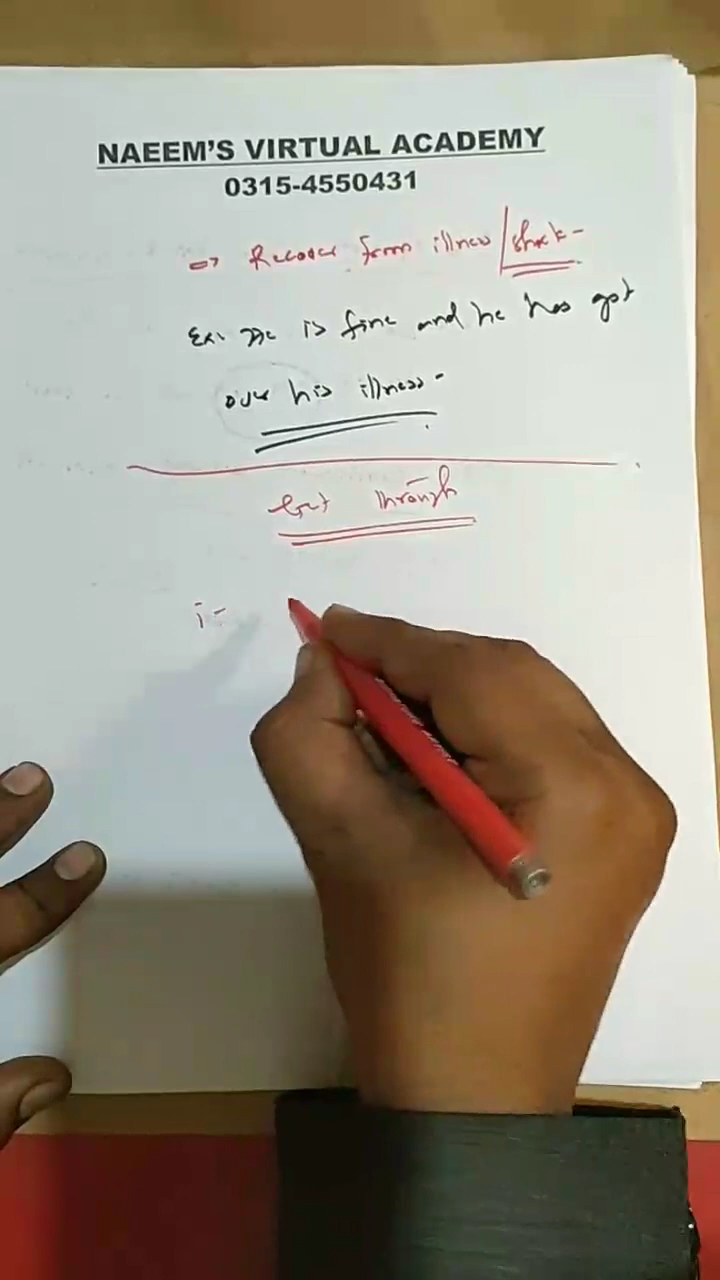 NAEEM'S VIRTUAL ACADEMY
0315-4550431
⇒ Recover from illness / shock-
Ex: is fine and he has got
over his illness-
Get through
i-